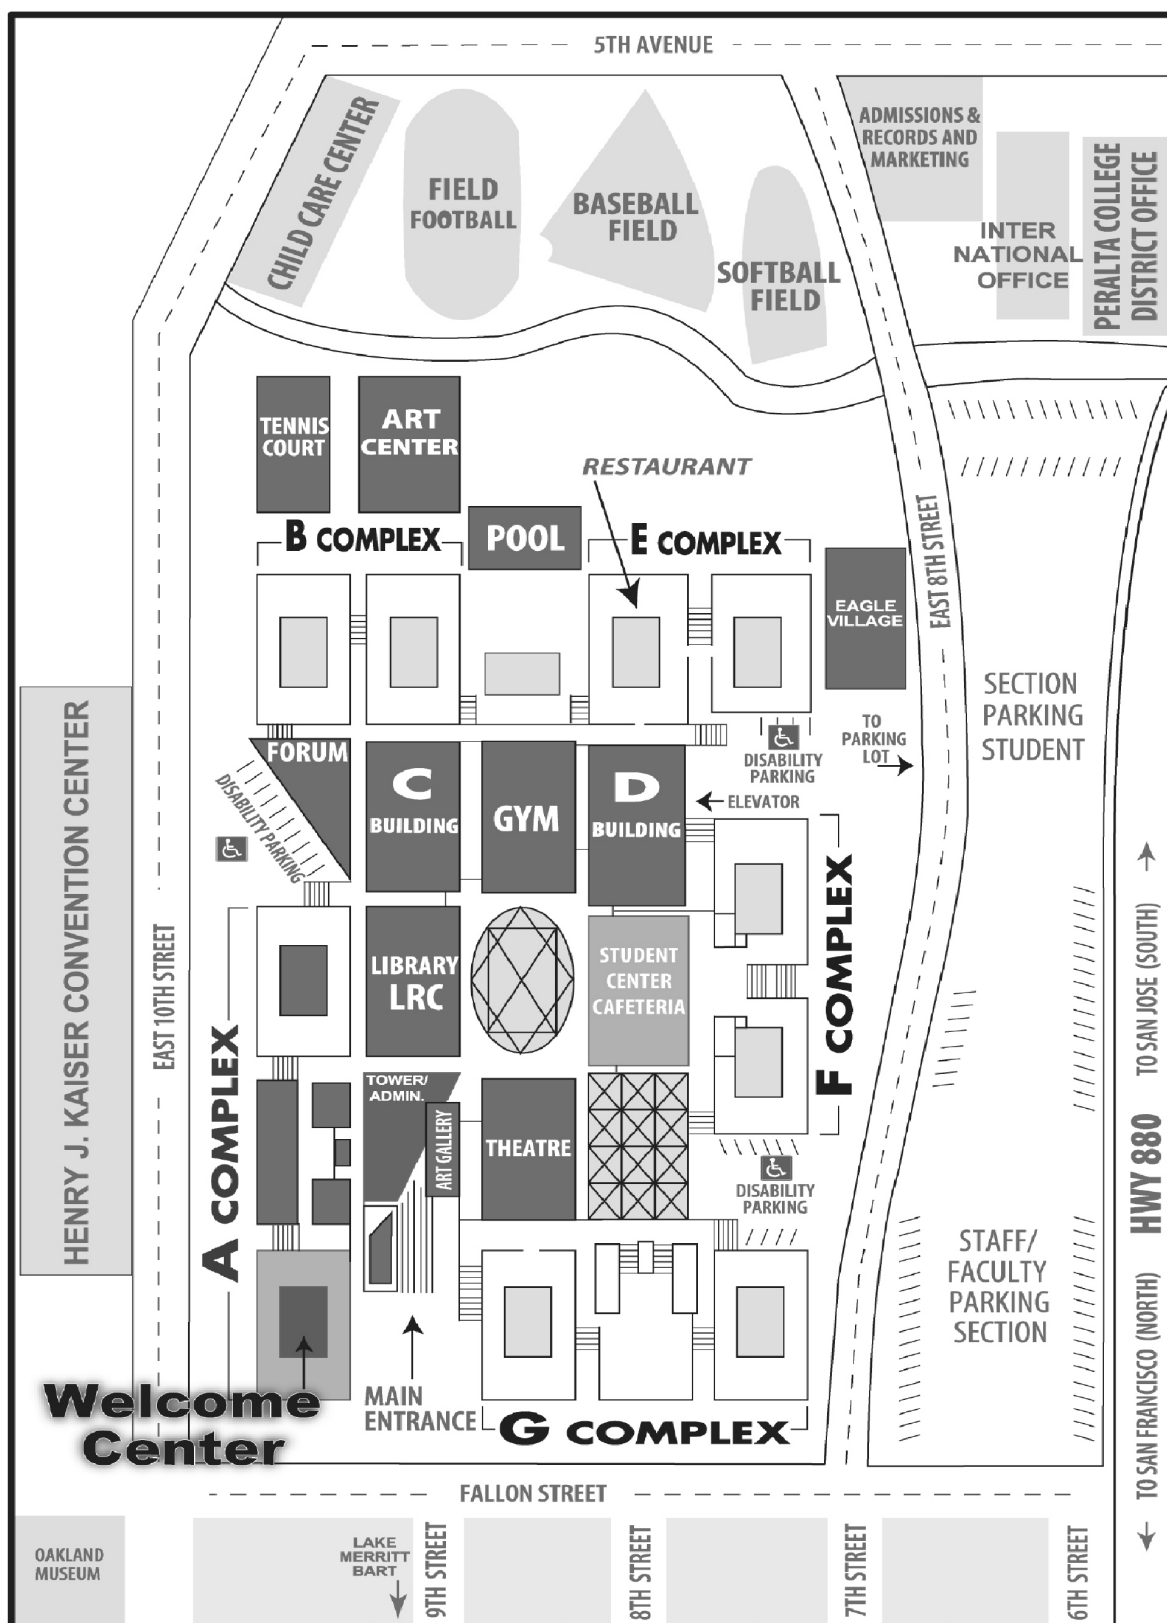 5TH AVENUE
CHILD CARE CENTER
FIELD
FOOTBALL
BASEBALL
FIELD
SOFTBALL
FIELD
ADMISSIONS &
RECORDS AND
MARKETING
INTER
NATIONAL
OFFICE
PERALTA COLLEGE
DISTRICT OFFICE
TENNIS
COURT
ART
CENTER
RESTAURANT
B COMPLEX
POOL
E COMPLEX
EAGLE
VILLAGE
EAST 8TH STREET
SECTION
PARKING
STUDENT
TO
PARKING
LOT
DISABILITY
PARKING
ELEVATOR
FORUM
DISABILITY PARKING
C
BUILDING
GYM
D
BUILDING
HENRY J. KAISER CONVENTION CENTER
EAST 10TH STREET
A COMPLEX
LIBRARY
LRC
STUDENT
CENTER
CAFETERIA
F COMPLEX
TO SAN JOSE (SOUTH)
HWY 880
TO SAN FRANCISCO (NORTH)
TOWER/
ADMIN.
ART GALLERY
THEATRE
DISABILITY
PARKING
STAFF/
FACULTY
PARKING
SECTION
Welcome
Center
MAIN
ENTRANCE
G COMPLEX
FALLON STREET
OAKLAND
MUSEUM
LAKE
MERRITT
BART
9TH STREET
8TH STREET
7TH STREET
6TH STREET